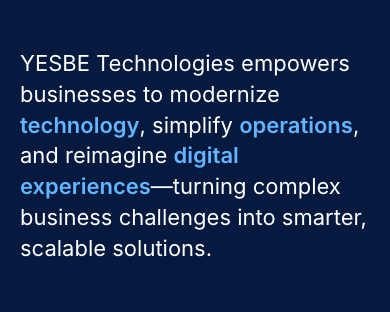 YESBE Technologies empowers
businesses to modernize
technology, simplify operations,
and reimagine digital
experiences—turning complex
business challenges into smarter,
scalable solutions.